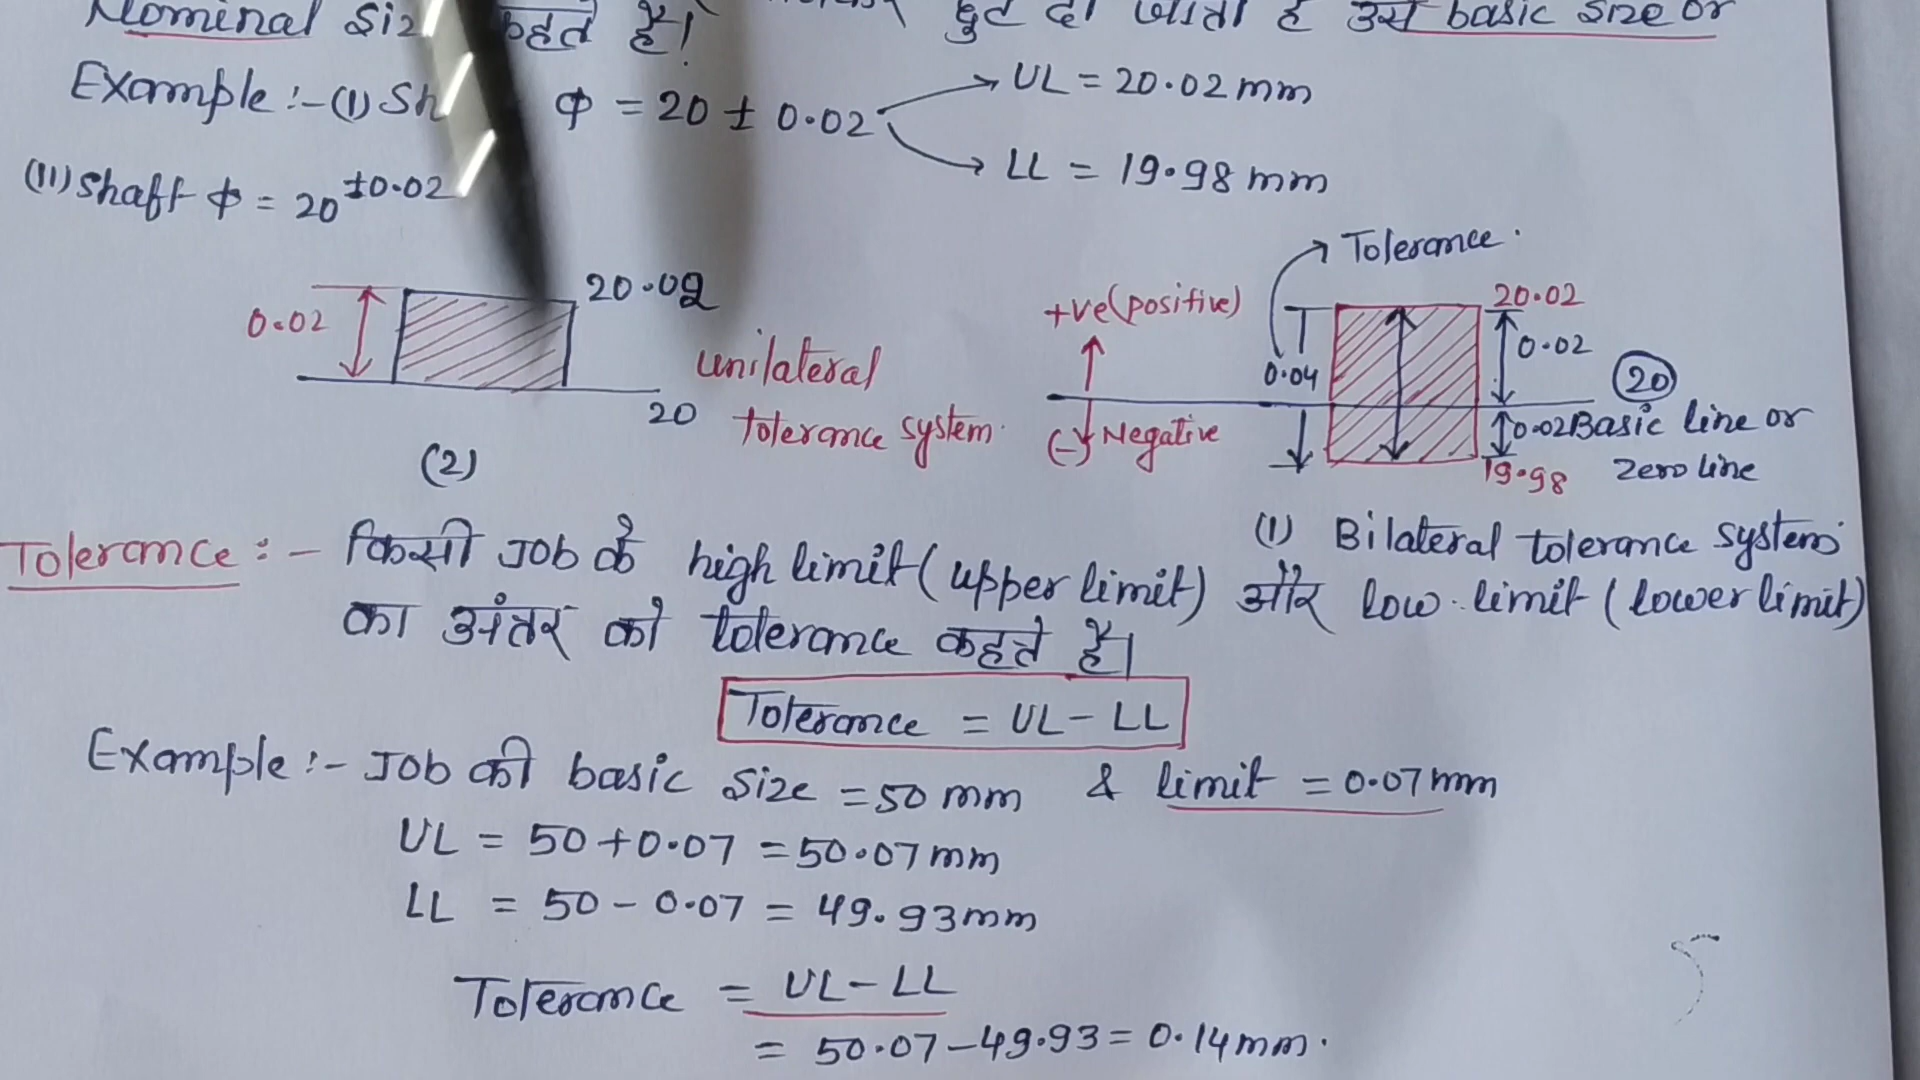 Nominal Siz कहते हैं। छुट दी जाता है उसे basic size or
Example :- (I) Sh ϕ = 20 ± 0.02
UL = 20.02 mm
LL = 19.98 mm
(II) Shaft ϕ = 20 ±0.02
0.02
20.02
20
unilateral
tolerance system
(2)
Tolerance
+ve(positive)
(-) Negative
0.04
20.02
0.02
20
0.02 Basic line or
zero line
19.98
(1) Bilateral tolerance system
Tolerance :- किसी Job के high limit (upper limit) और low limit (lower limit)
का अंतर को tolerance कहते हैं।
Tolerance = UL - LL
Example :- Job की basic size = 50 mm & limit = 0.07 mm
UL = 50 + 0.07 = 50.07 mm
LL = 50 - 0.07 = 49.93 mm
Tolerance = UL - LL
= 50.07 - 49.93 = 0.14 mm.